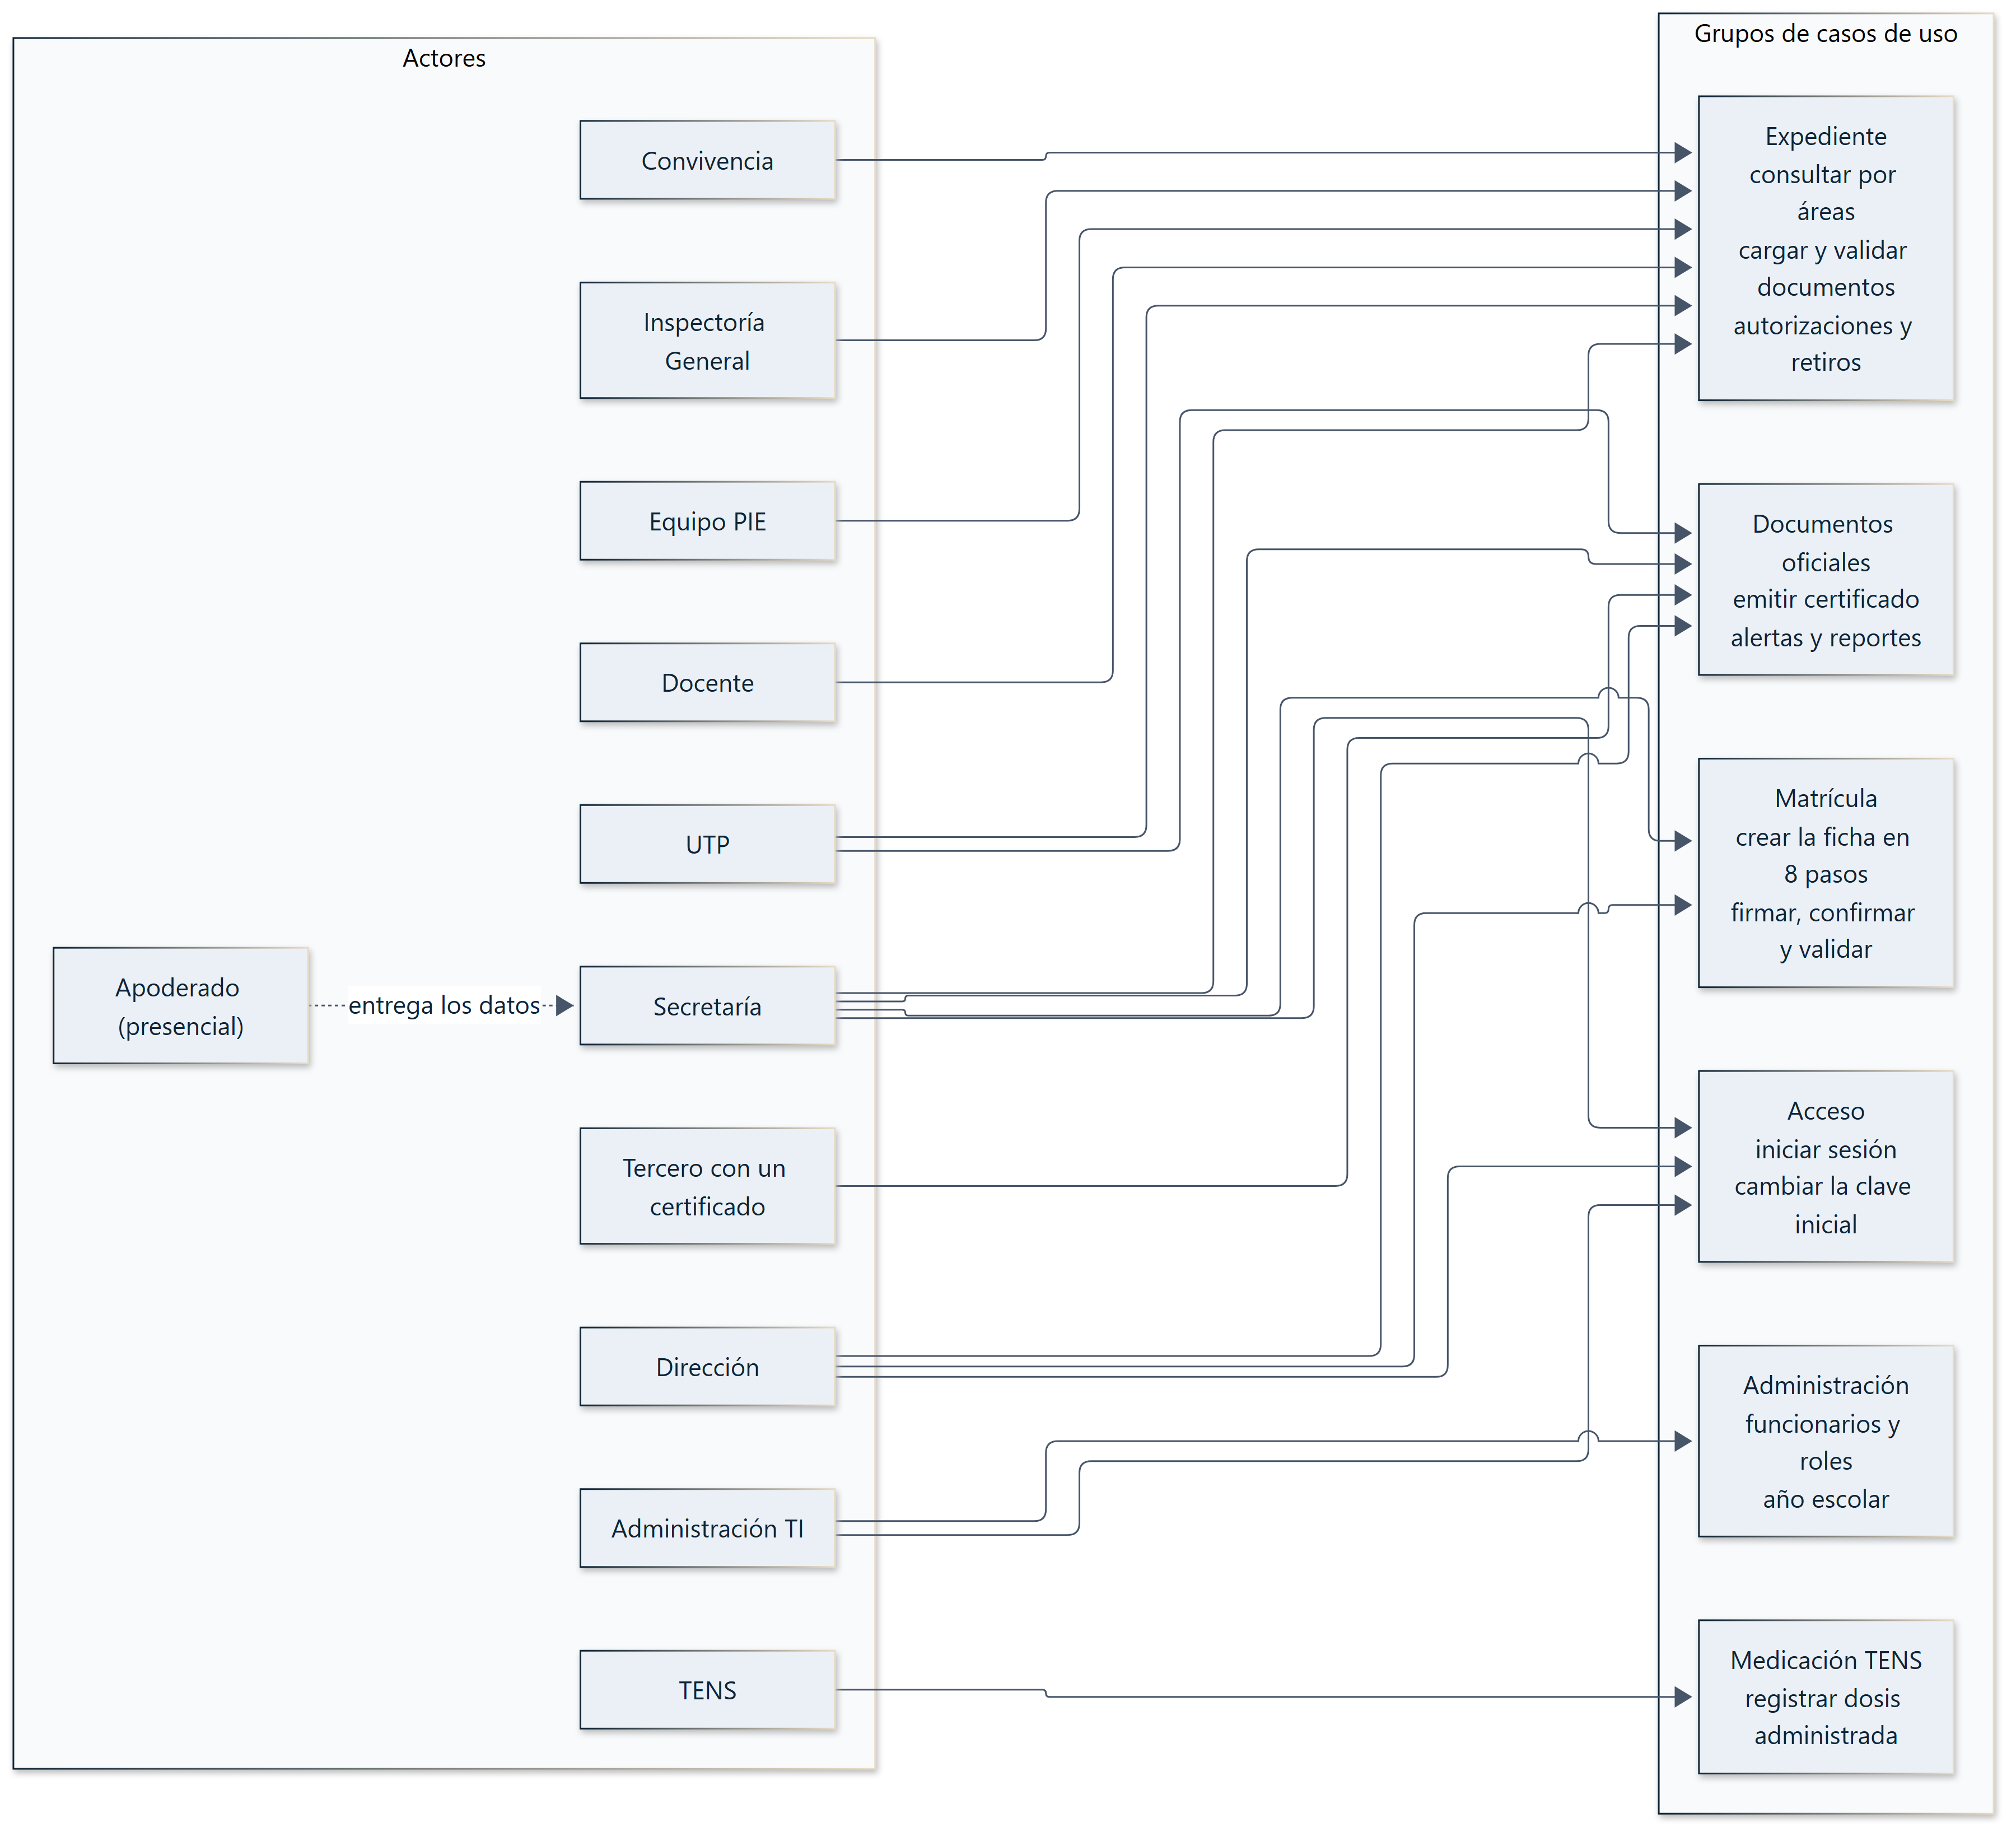 Actores
Convivencia
Inspectoría
General
Equipo PIE
Docente
UTP
Apoderado
(presencial)
entrega los datos
Secretaría
Tercero con un
certificado
Dirección
Administración TI
TENS
Grupos de casos de uso
Expediente
consultar por
áreas
cargar y validar
documentos
autorizaciones y
retiros
Documentos
oficiales
emitir certificado
alertas y reportes
Matrícula
crear la ficha en
8 pasos
firmar, confirmar
y validar
Acceso
iniciar sesión
cambiar la clave
inicial
Administración
funcionarios y
roles
año escolar
Medicación TENS
registrar dosis
administrada